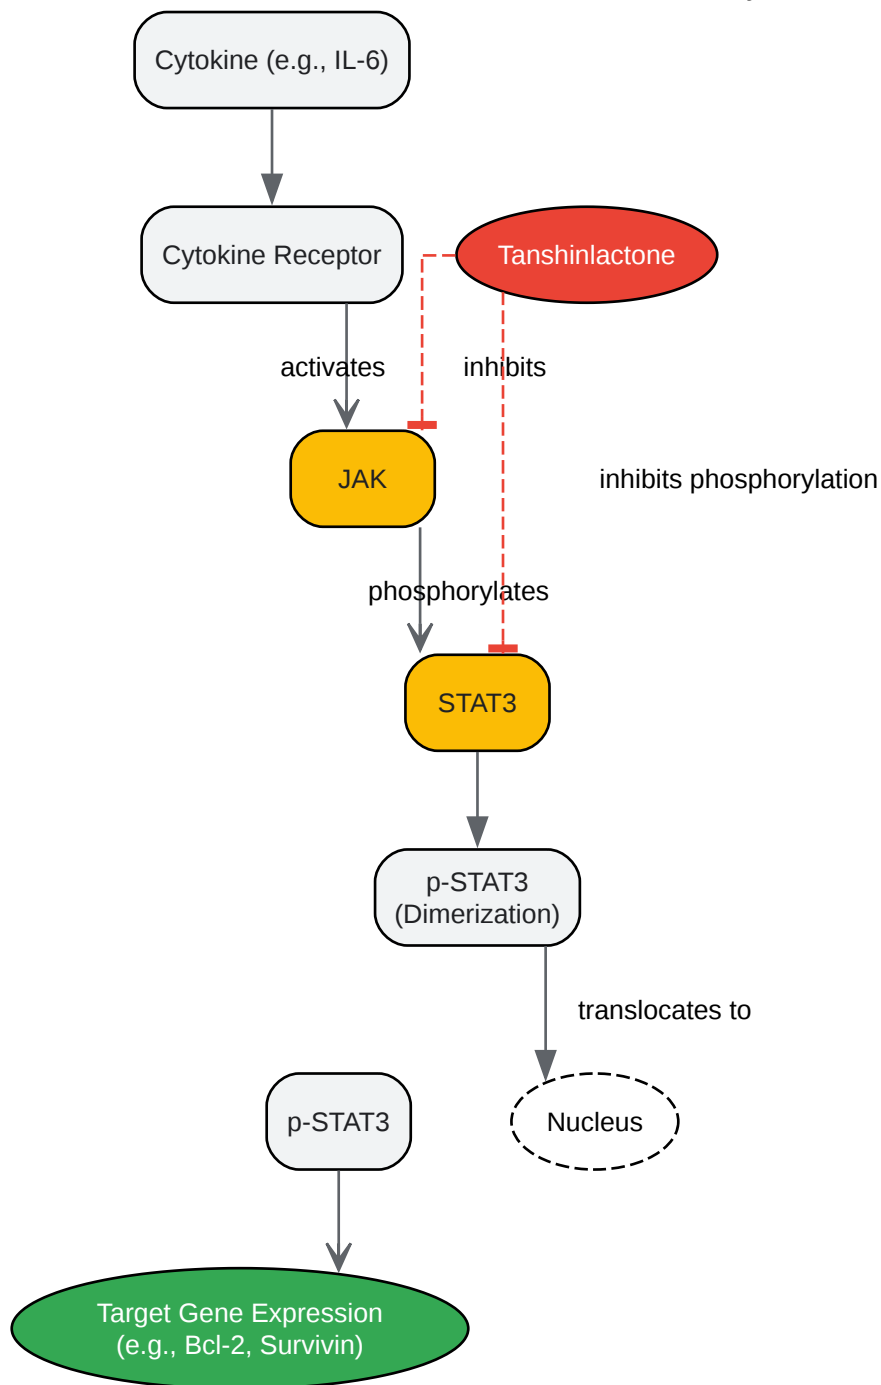 Cytokine (e.g., IL-6)
Cytokine Receptor
Tanshinlactone
activates
inhibits
JAK
inhibits phosphorylation
phosphorylates
STAT3
p-STAT3
(Dimerization)
translocates to
p-STAT3
Nucleus
Target Gene Expression
(e.g., Bcl-2, Survivin)